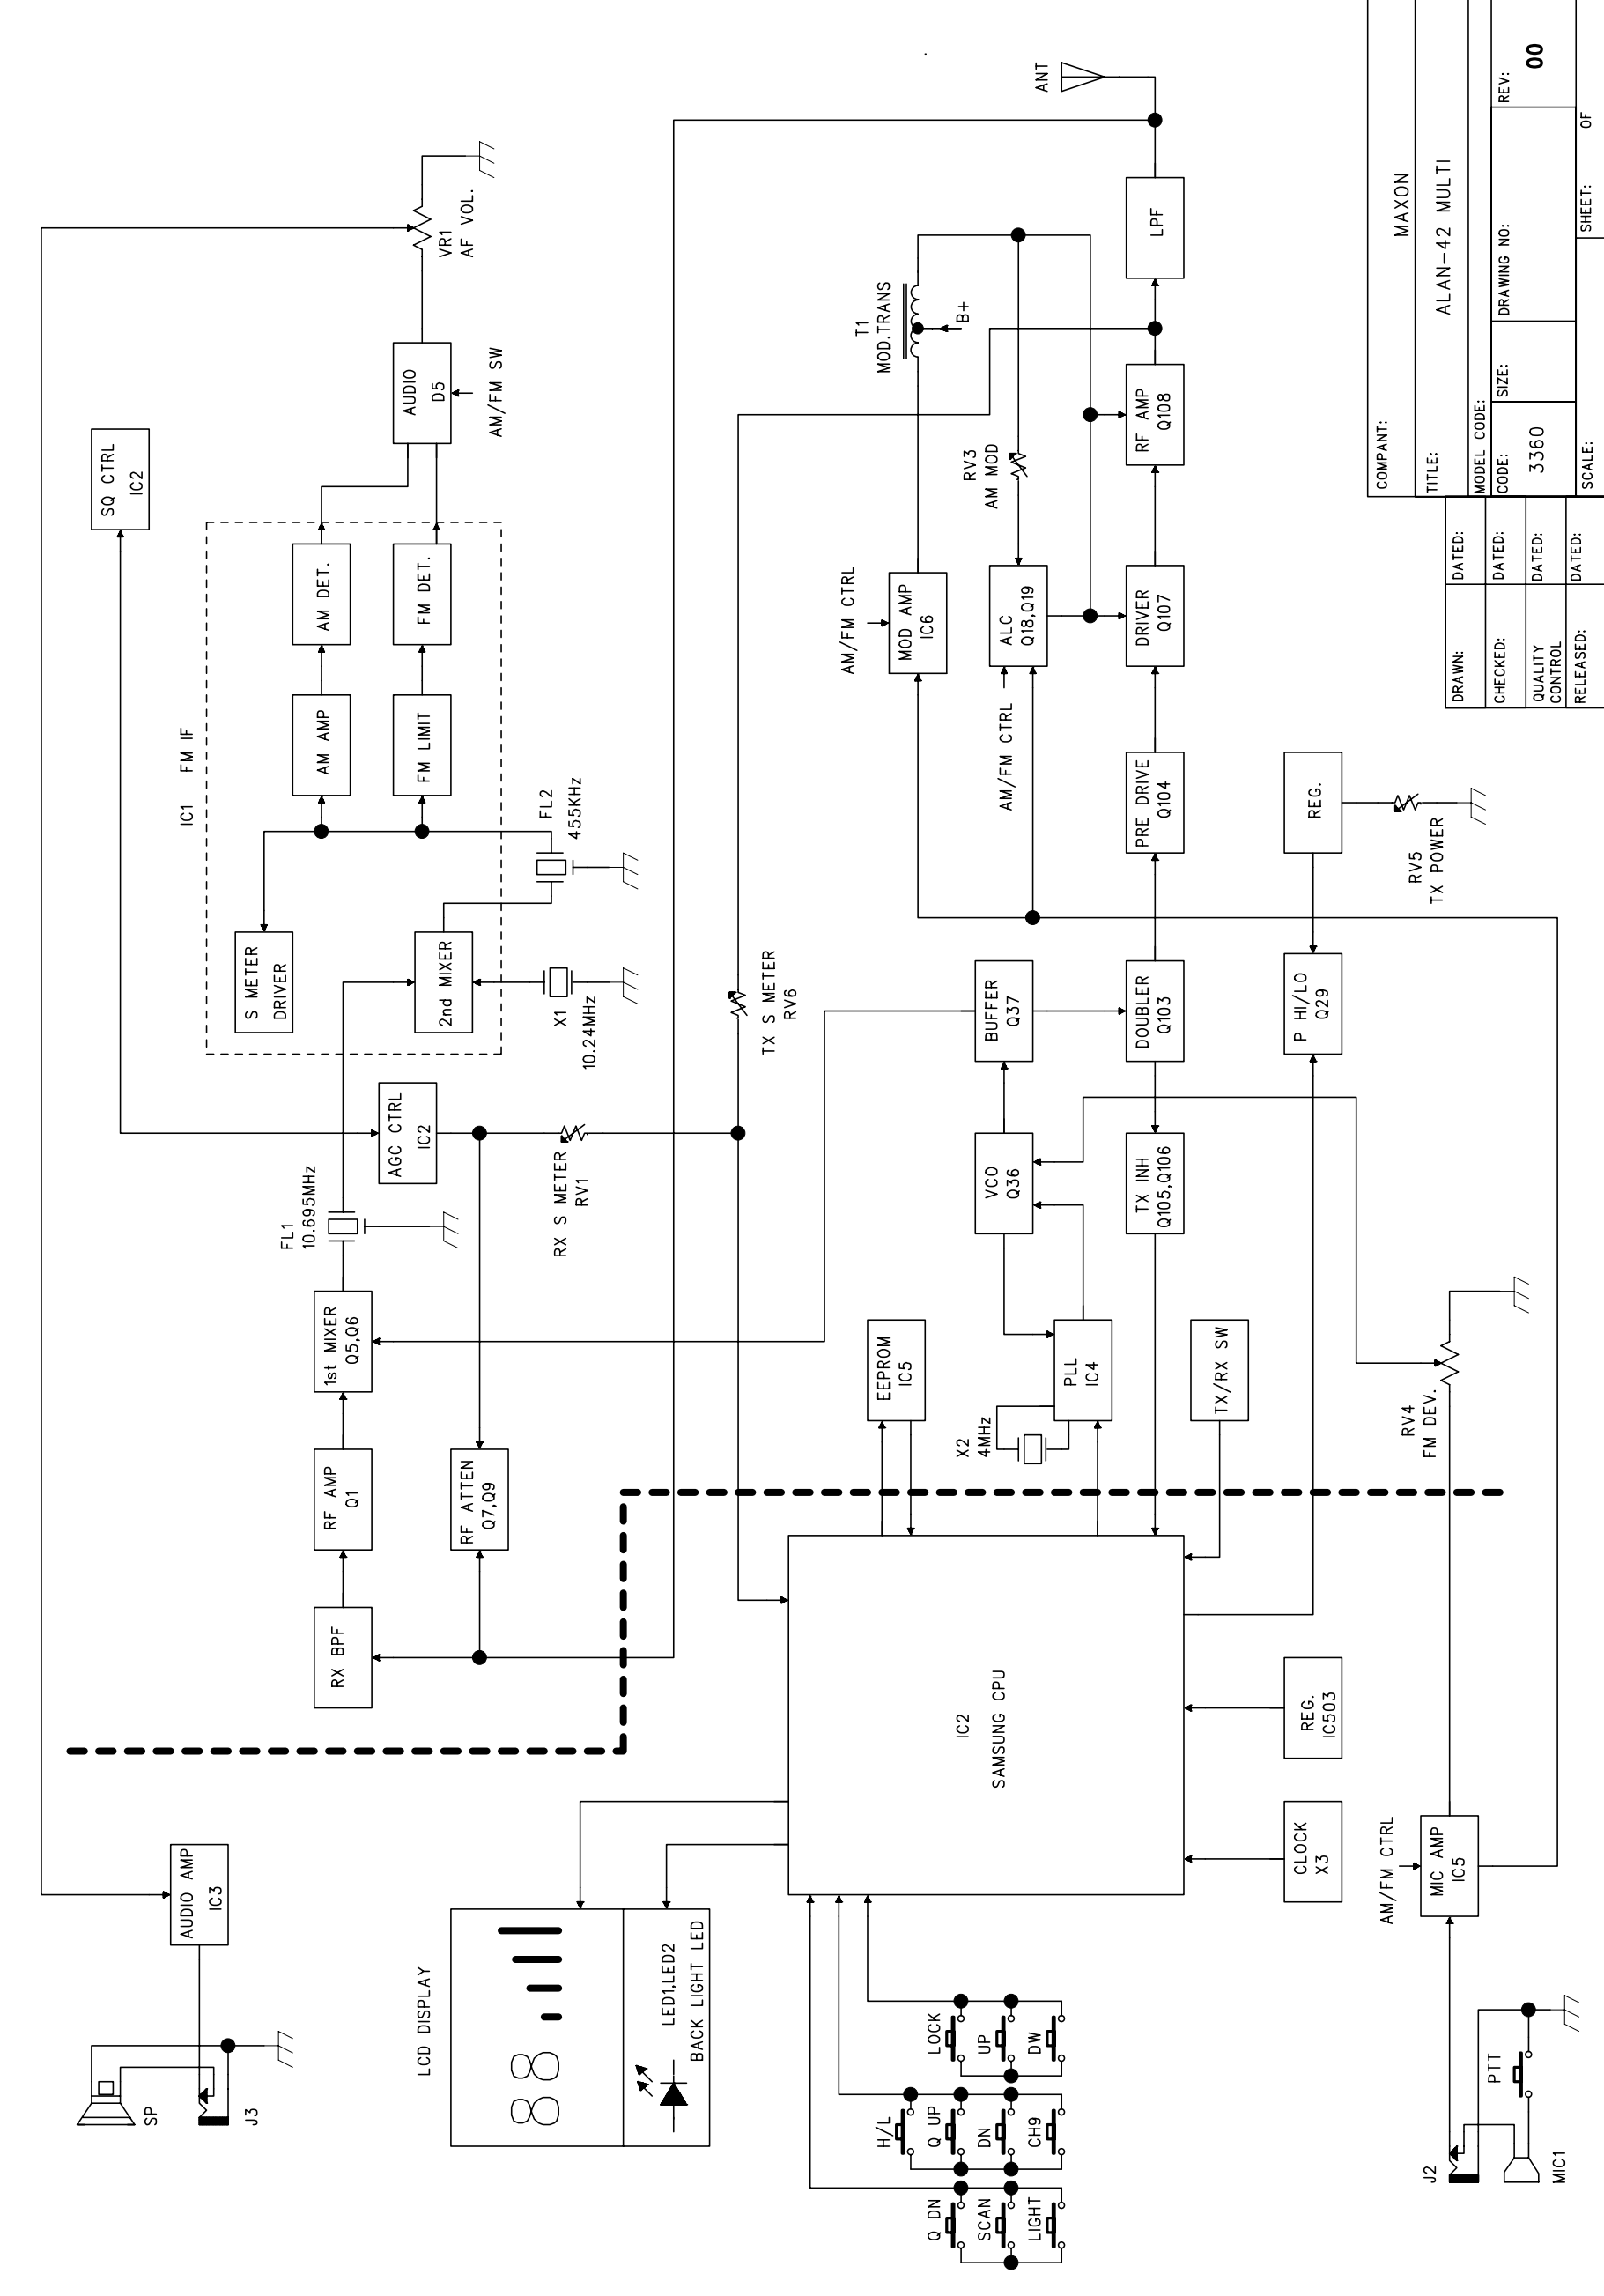 SP
J3
AUDIO AMP
IC3
SQ CTRL
IC2
IC1 FM IF
S METER
DRIVER
AM AMP
AM DET.
FM LIMIT
FM DET.
2nd MIXER
AUDIO
D5
AM/FM SW
VR1
AF VOL.
RX BPF
RF AMP
Q1
1st MIXER
Q5,Q6
FL1
10.695MHz
AGC CTRL
IC2
X1
10.24MHz
FL2
455KHz
RF ATTEN
Q7,Q9
RX S METER
RV1
TX S METER
RV6
LCD DISPLAY
88
LED1,LED2
BACK LIGHT LED
IC2
SAMSUNG CPU
EEPROM
IC5
X2
4MHz
PLL
IC4
VCO
Q36
BUFFER
Q37
AM/FM CTRL
MOD AMP
IC6
T1
MOD.TRANS
B+
AM/FM CTRL
ALC
Q18,Q19
RV3
AM MOD
TX INH
Q105,Q106
DOUBLER
Q103
PRE DRIVE
Q104
DRIVER
Q107
RF AMP
Q108
LPF
ANT
TX/RX SW
P HI/LO
Q29
REG.
RV5
TX POWER
REG.
IC503
CLOCK
X3
Q DN
SCAN
LIGHT
H/L
Q UP
DN
CH9
LOCK
UP
DW
AM/FM CTRL
MIC AMP
IC5
RV4
FM DEV.
J2
MIC1
PTT
DRAWN:
DATED:
CHECKED:
DATED:
QUALITY
CONTROL
DATED:
RELEASED:
DATED:
COMPANT:
MAXON
TITLE:
ALAN-42 MULTI
MODEL CODE:
CODE:
3360
SIZE:
DRAWING NO:
REV:
00
SCALE:
SHEET: OF